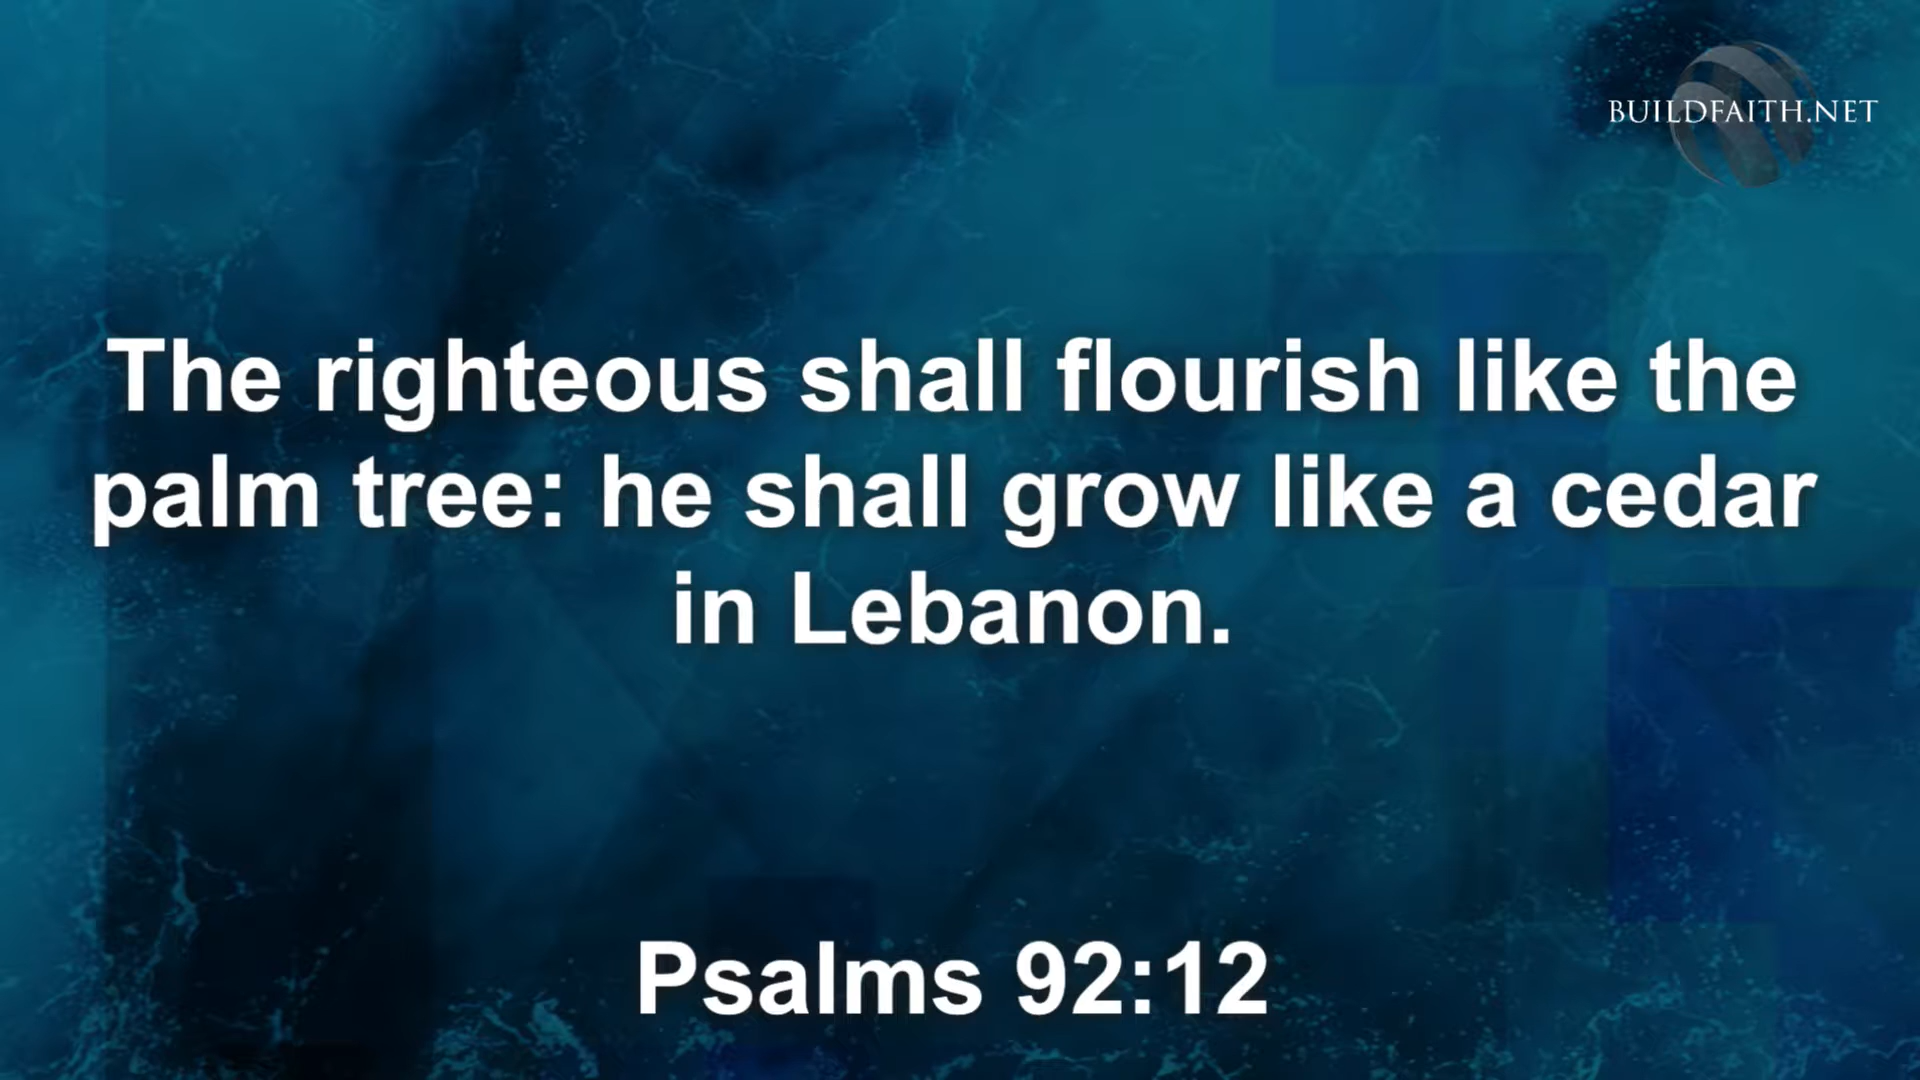 BUILDFAITH.NET
The righteous shall flourish like the
palm tree: he shall grow like a cedar
in Lebanon.
Psalms 92:12